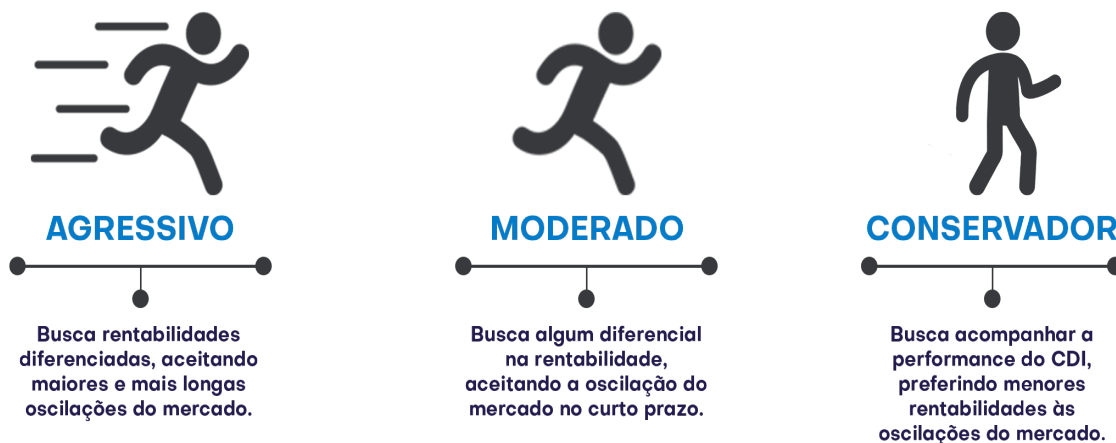 AGRESSIVO
Busca rentabilidades
diferenciadas, aceitando
maiores e mais longas
oscilações do mercado.
MODERADO
Busca algum diferencial
na rentabilidade,
aceitando a oscilação do
mercado no curto prazo.
CONSERVADOR
Busca acompanhar a
performance do CDI,
preferindo menores
rentabilidades às
oscilações do mercado.